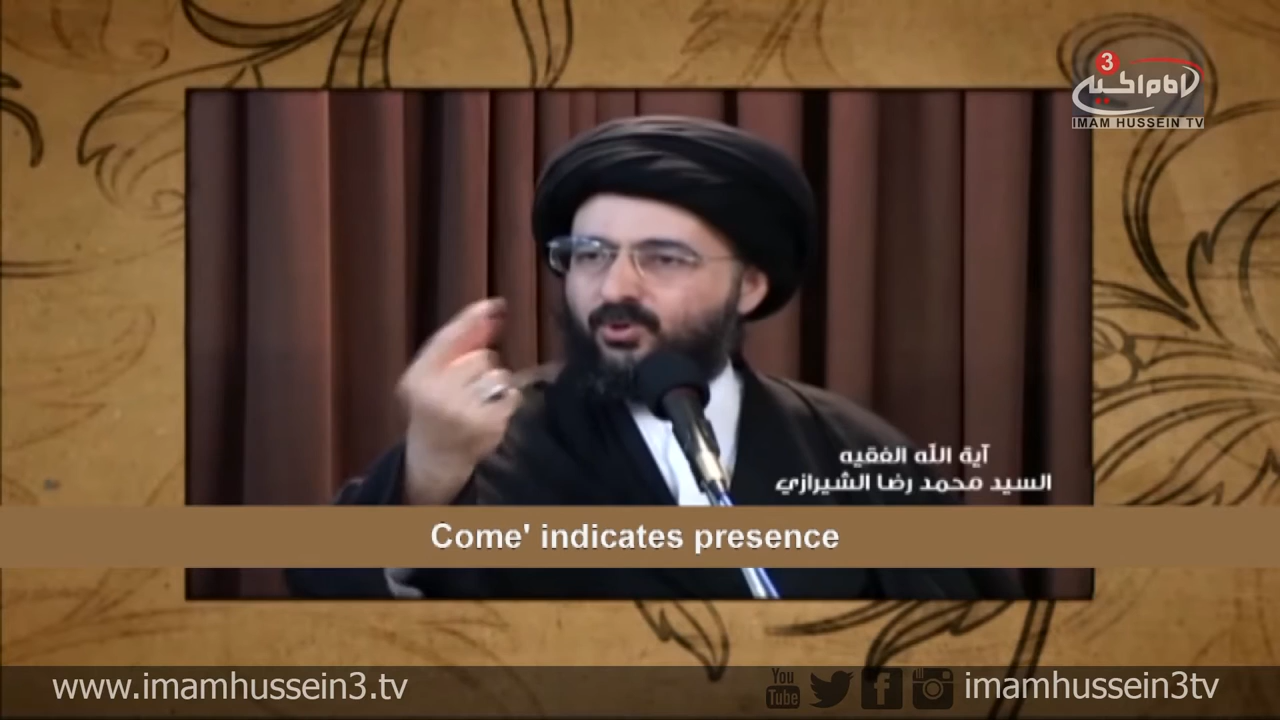 3
امام حسین
IMAM HUSSEIN TV
آية الله الفقيه
السيد محمد رضا الشيرازي
Come' indicates presence
www.imamhussein3.tv
You
Tube
imamhussein3tv